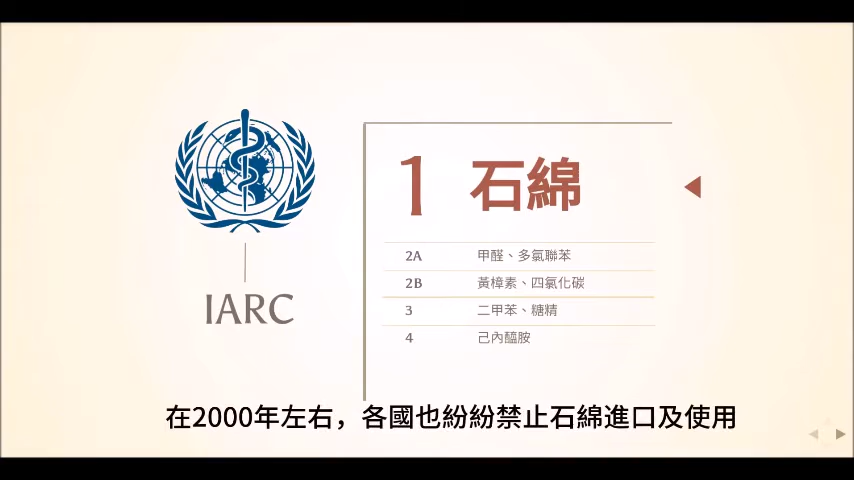 IARC
1 石綿
2A 甲醛、多氯聯苯
2B 黃樟素、四氯化碳
3 二甲苯、糖精
4 己內醯胺
在2000年左右，各國也紛紛禁止石綿進口及使用